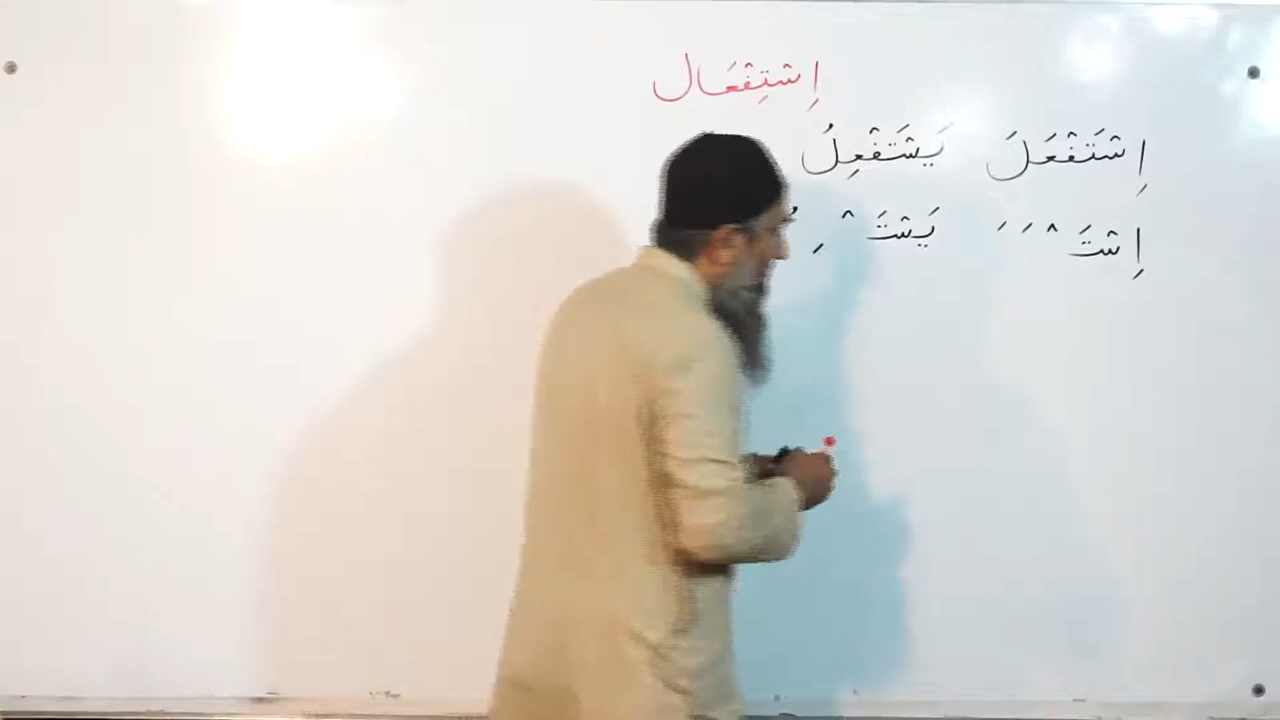 اِسْتِفْعَال
اِسْتَفْعَلَ يَسْتَفْعِلُ
اِسْتَ ْ َ َ يَسْتَ ْ ِ ُ